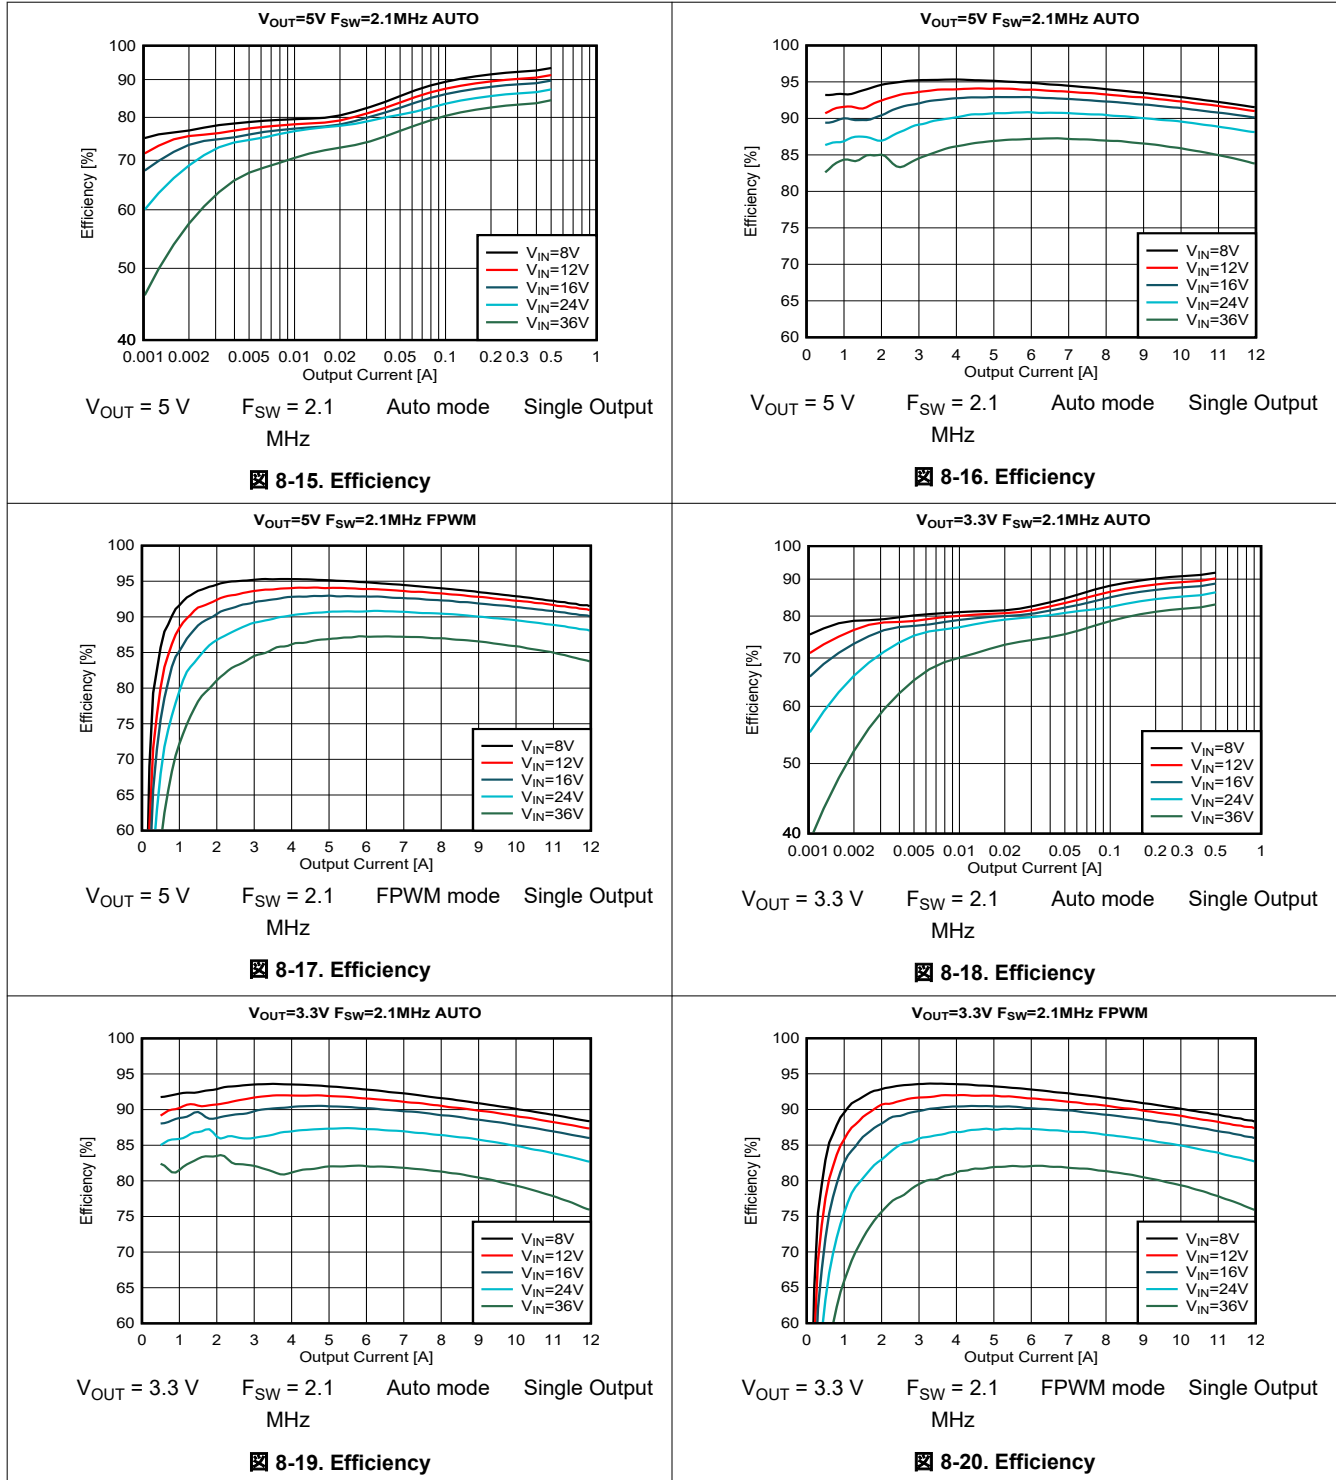 VOUT=5V FSW=2.1MHz AUTO
Efficiency [%]
100
90
80
70
60
50
40
0.001 0.002 0.005 0.01 0.02 0.05 0.1 0.2 0.3 0.5 1
Output Current [A]
VIN=8V
VIN=12V
VIN=16V
VIN=24V
VIN=36V
VOUT = 5 V FSW = 2.1 Auto mode Single Output
MHz
図 8-15. Efficiency
VOUT=5V FSW=2.1MHz AUTO
Efficiency [%]
100
95
90
85
80
75
70
65
60
0 1 2 3 4 5 6 7 8 9 10 11 12
Output Current [A]
VIN=8V
VIN=12V
VIN=16V
VIN=24V
VIN=36V
VOUT = 5 V FSW = 2.1 Auto mode Single Output
MHz
図 8-16. Efficiency
VOUT=5V FSW=2.1MHz FPWM
Efficiency [%]
100
95
90
85
80
75
70
65
60
0 1 2 3 4 5 6 7 8 9 10 11 12
Output Current [A]
VIN=8V
VIN=12V
VIN=16V
VIN=24V
VIN=36V
VOUT = 5 V FSW = 2.1 FPWM mode Single Output
MHz
図 8-17. Efficiency
VOUT=3.3V FSW=2.1MHz AUTO
Efficiency [%]
100
90
80
70
60
50
40
0.001 0.002 0.005 0.01 0.02 0.05 0.1 0.2 0.3 0.5 1
Output Current [A]
VIN=8V
VIN=12V
VIN=16V
VIN=24V
VIN=36V
VOUT = 3.3 V FSW = 2.1 Auto mode Single Output
MHz
図 8-18. Efficiency
VOUT=3.3V FSW=2.1MHz AUTO
Efficiency [%]
100
95
90
85
80
75
70
65
60
0 1 2 3 4 5 6 7 8 9 10 11 12
Output Current [A]
VIN=8V
VIN=12V
VIN=16V
VIN=24V
VIN=36V
VOUT = 3.3 V FSW = 2.1 Auto mode Single Output
MHz
図 8-19. Efficiency
VOUT=3.3V FSW=2.1MHz FPWM
Efficiency [%]
100
95
90
85
80
75
70
65
60
0 1 2 3 4 5 6 7 8 9 10 11 12
Output Current [A]
VIN=8V
VIN=12V
VIN=16V
VIN=24V
VIN=36V
VOUT = 3.3 V FSW = 2.1 FPWM mode Single Output
MHz
図 8-20. Efficiency